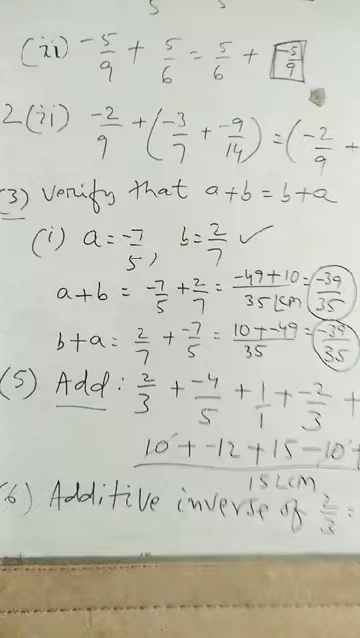 (ii) -5/9 + 5/6 = 5/6 + -5/9
2(ii) -2/9 + (-3/7 + -9/14) = (-2/9 +
(3) Verify that a+b = b+a
(i) a = -7/5, b = 2/7 ✓
a+b = -7/5 + 2/7 = -49+10/35 LCM = -39/35
b+a = 2/7 + -7/5 = 10+-49/35 = -39/35
(5) Add: 2/3 + -4/5 + 1/1 + -2/3 +
10 + -12 + 15 - 10 +
15 LCM
(6) Additive inverse of 2/3 =